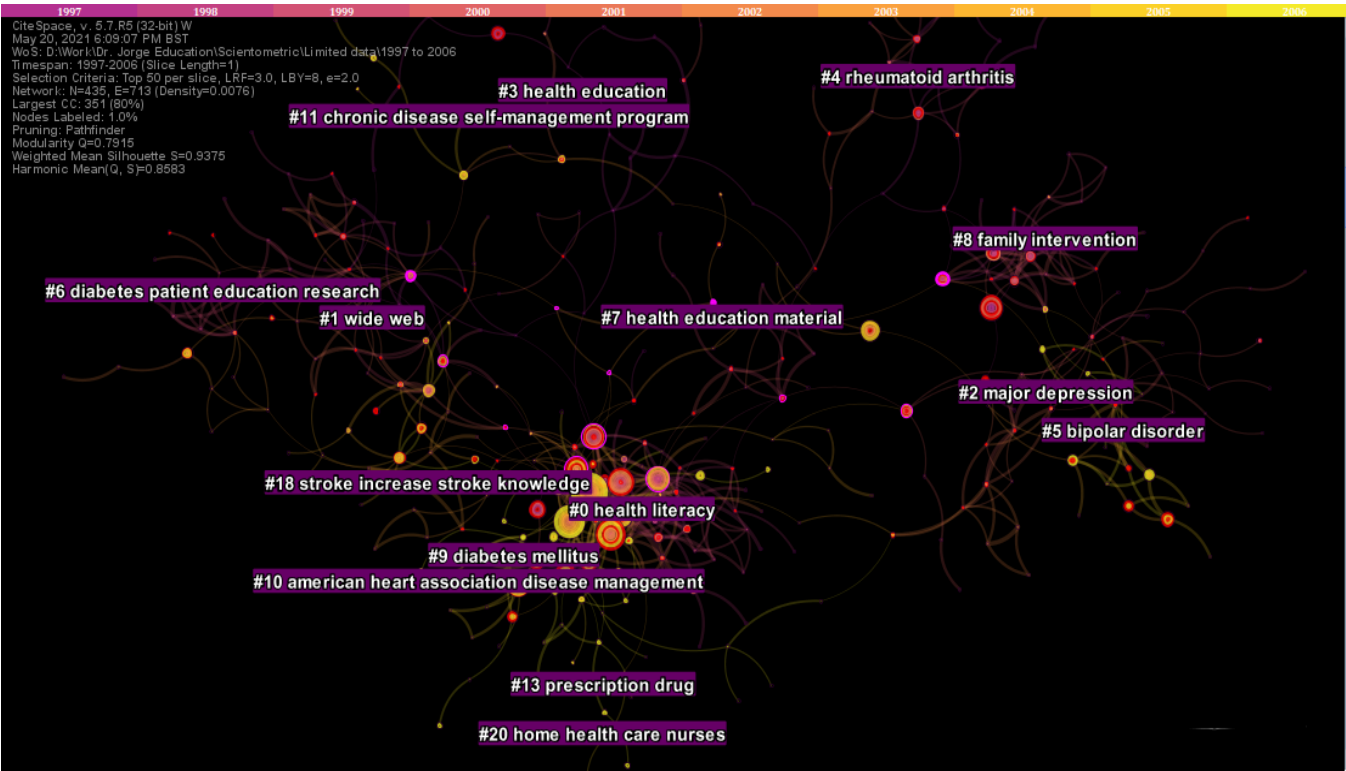 1997 1998 1999 2000 2001 2002 2003 2004 2005 2006
CiteSpace, v. 5.7.R5 (32-bit) W
May 20, 2021 6:09:07 PM BST
WoS: D:\Work\Dr. Jorge Education\Scientometric\Limited data\1997 to 2006
Timespan: 1997-2006 (Slice Length=1)
Selection Criteria: Top 50 per slice, LRF=3.0, LBY=8, e=2.0
Network: N=435, E=713 (Density=0.0076)
Largest CC: 351 (80%)
Nodes Labeled: 1.0%
Pruning: Pathfinder
Modularity Q=0.7915
Weighted Mean Silhouette S=0.9375
Harmonic Mean(Q, S)=0.8583
#4 rheumatoid arthritis
#3 health education
#11 chronic disease self-management program
#8 family intervention
#6 diabetes patient education research
#1 wide web
#7 health education material
#2 major depression
#5 bipolar disorder
#18 stroke increase stroke knowledge
#0 health literacy
#9 diabetes mellitus
#10 american heart association disease management
#13 prescription drug
#20 home health care nurses